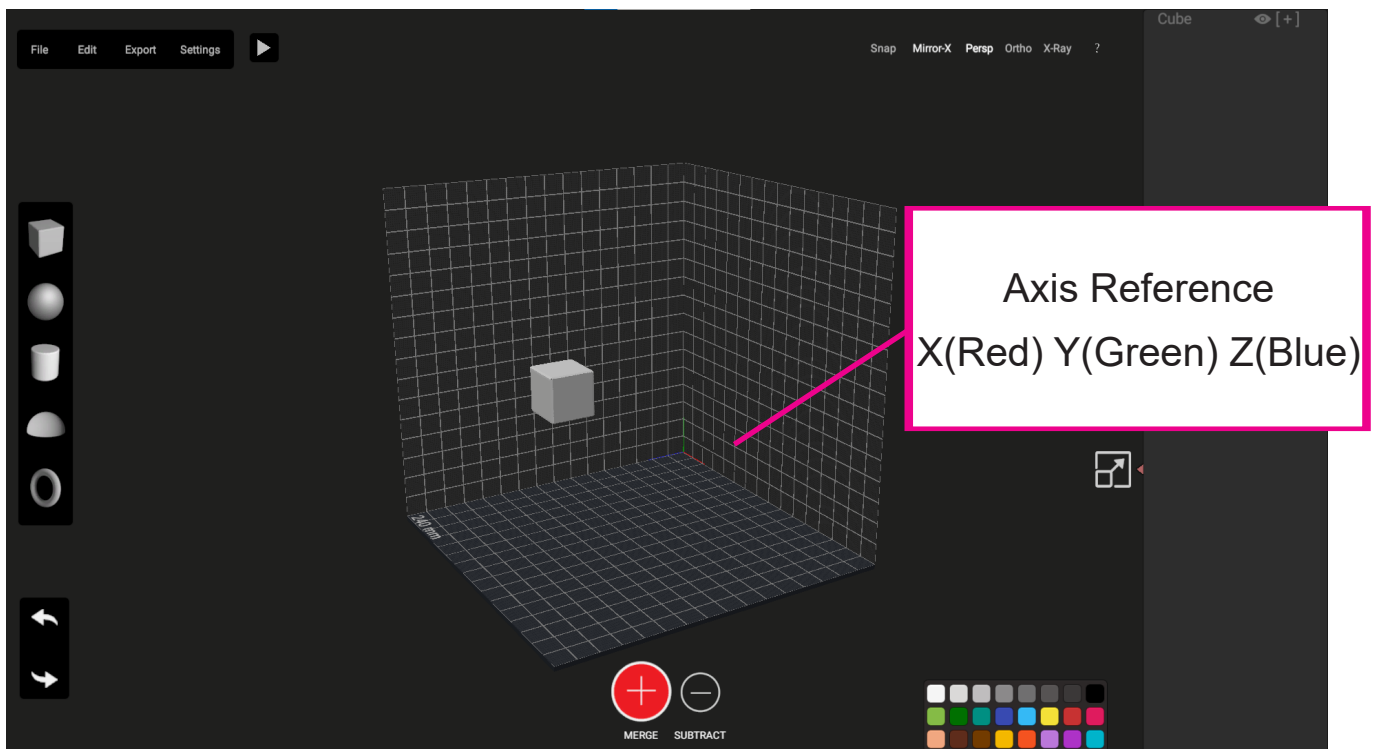 Cube [+]
File Edit Export Settings
Snap Mirror-X Persp Ortho X-Ray ?
Axis Reference
X(Red) Y(Green) Z(Blue)
240 mm
MERGE SUBTRACT